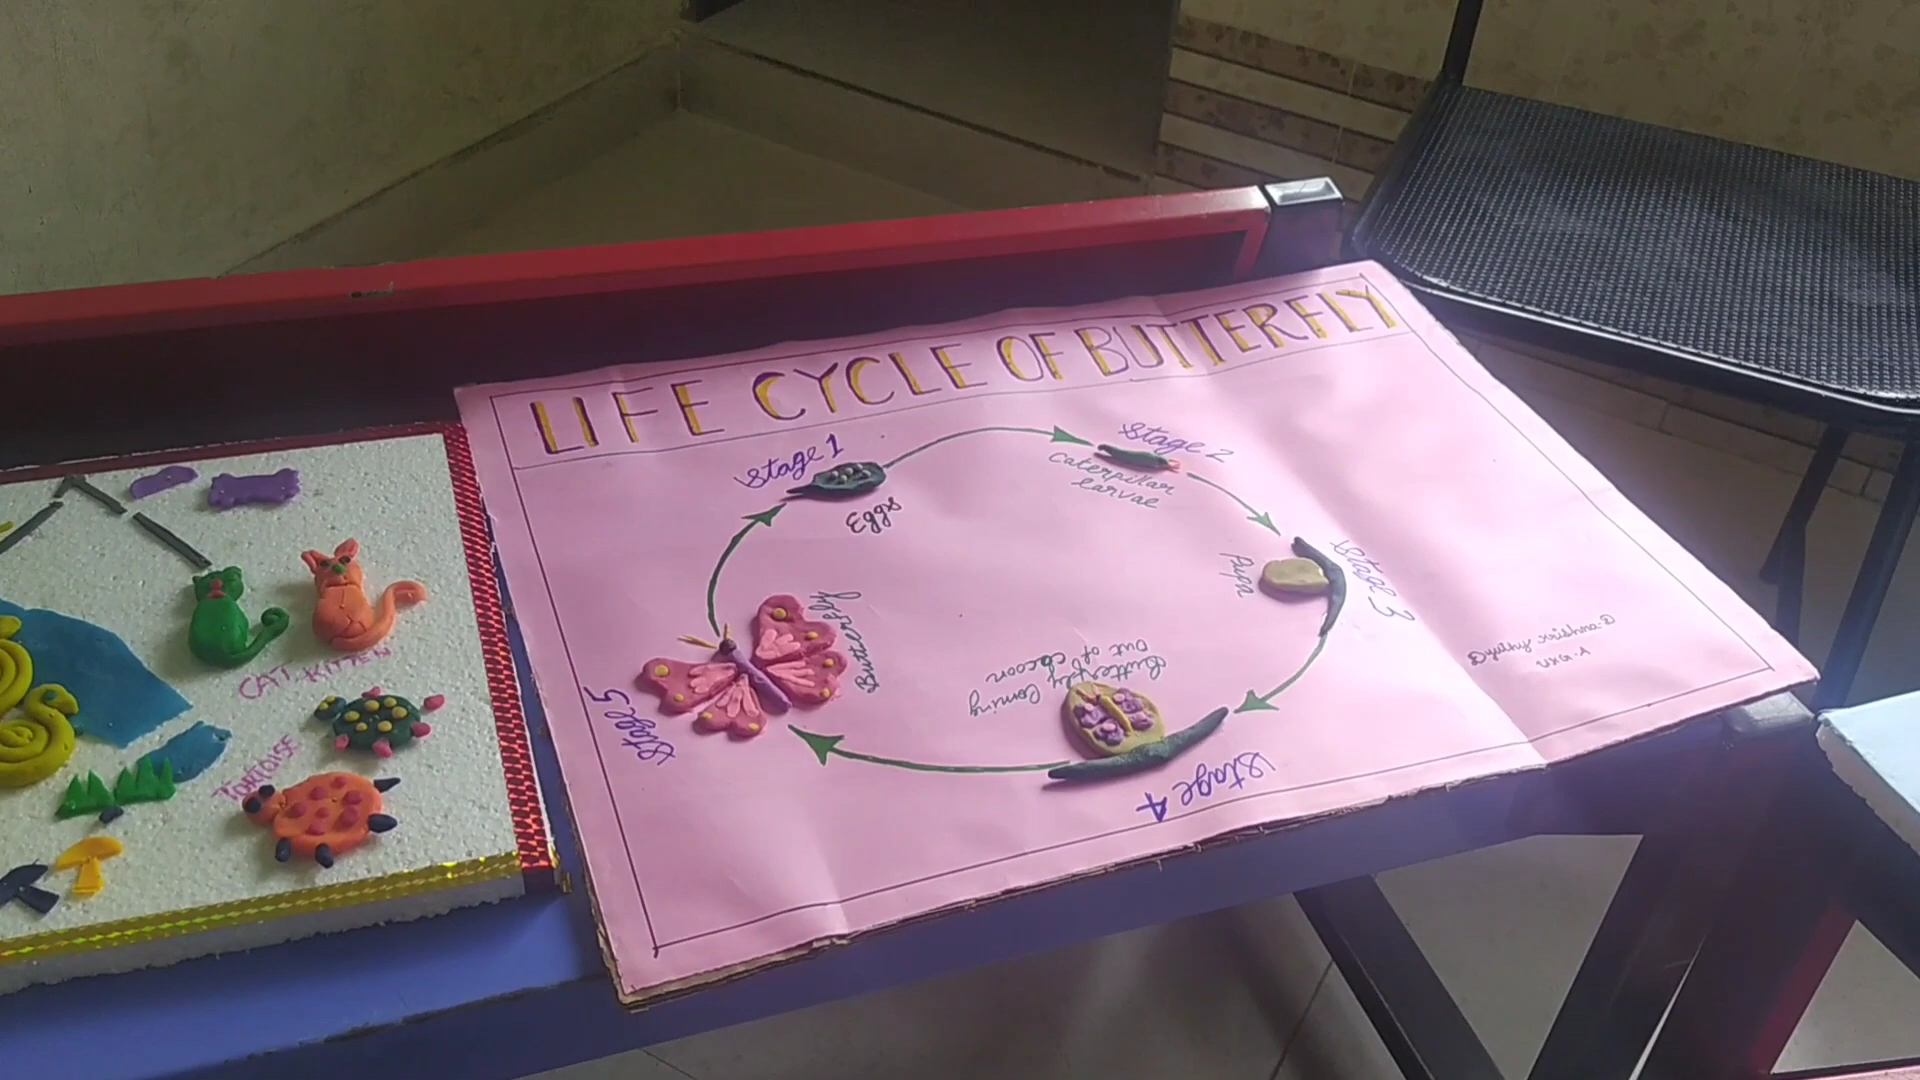 LIFE CYCLE OF BUTTERFLY
Stage 1
Eggs
Stage 2
Caterpillar
larvae
Stage 3
Pupa
Stage 4
Butterfly Coming
Out of cocoon
Stage 5
Butterfly
CAT
KITTEN
TORTOISE